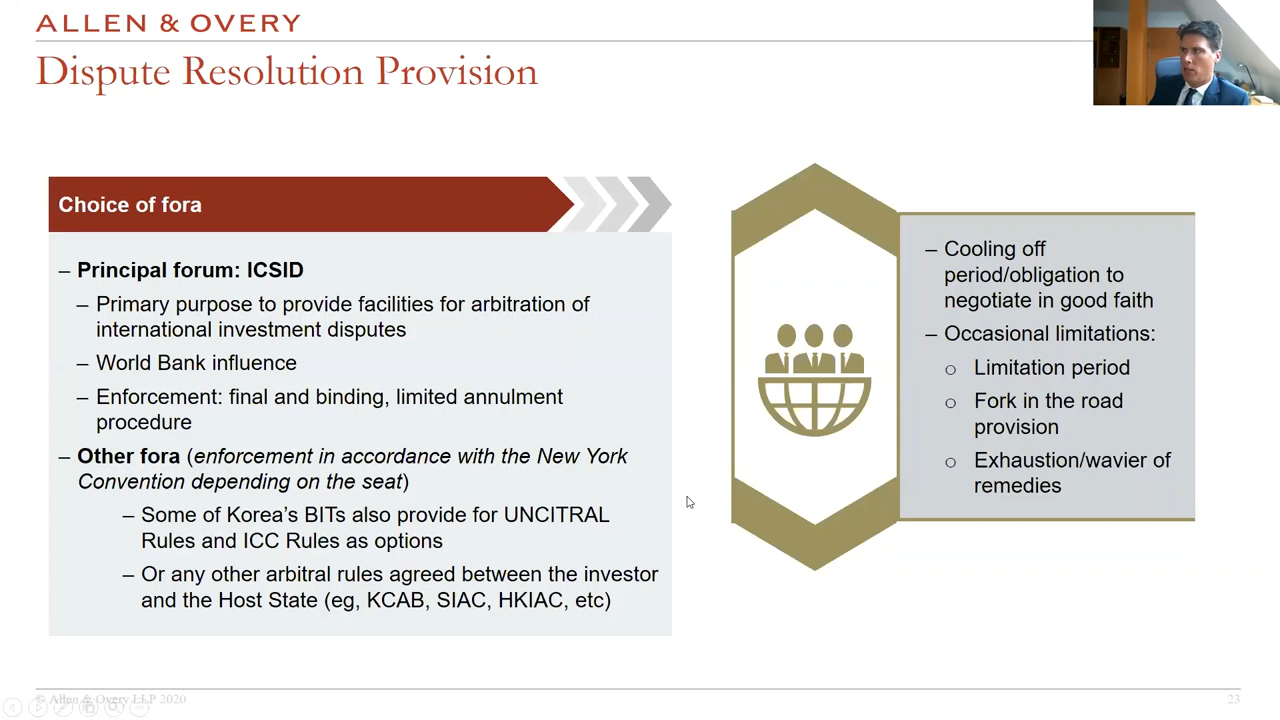 ALLEN & OVERY
Dispute Resolution Provision
Choice of fora
– Principal forum: ICSID
– Primary purpose to provide facilities for arbitration of
international investment disputes
– World Bank influence
– Enforcement: final and binding, limited annulment
procedure
– Other fora (enforcement in accordance with the New York
Convention depending on the seat)
– Some of Korea’s BITs also provide for UNCITRAL
Rules and ICC Rules as options
– Or any other arbitral rules agreed between the investor
and the Host State (eg, KCAB, SIAC, HKIAC, etc)
– Cooling off
period/obligation to
negotiate in good faith
– Occasional limitations:
o Limitation period
o Fork in the road
provision
o Exhaustion/wavier of
remedies
© Allen & Overy LLP 2020
23